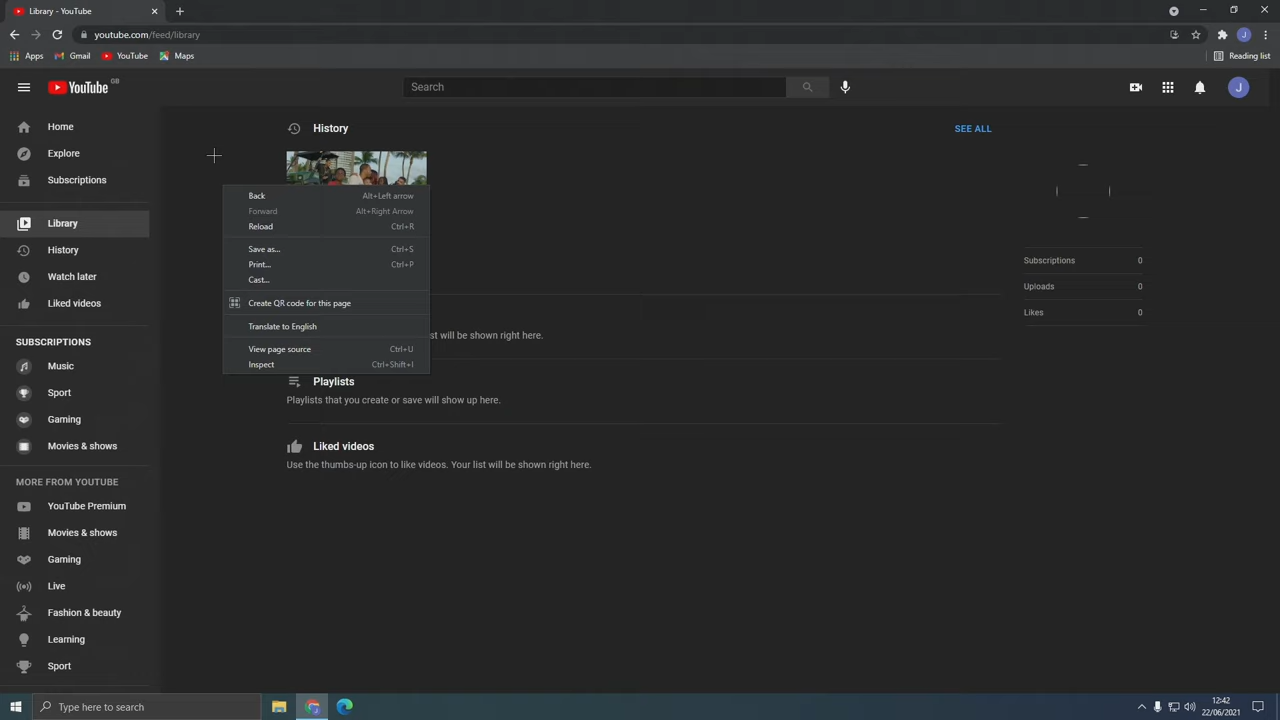 Library - YouTube
youtube.com/feed/library
J
Apps
Gmail
YouTube
Maps
Reading list
YouTube GB
Search
J
Home
Explore
Subscriptions
Library
History
Watch later
Liked videos
SUBSCRIPTIONS
Music
Sport
Gaming
Movies & shows
MORE FROM YOUTUBE
YouTube Premium
Movies & shows
Gaming
Live
Fashion & beauty
Learning
Sport
History
SEE ALL
Back Alt+Left arrow
Forward Alt+Right Arrow
Reload Ctrl+R
Save as... Ctrl+S
Print... Ctrl+P
Cast...
Create QR code for this page
Translate to English
View page source Ctrl+U
Inspect Ctrl+Shift+I
st will be shown right here.
Playlists
Playlists that you create or save will show up here.
Liked videos
Use the thumbs-up icon to like videos. Your list will be shown right here.
Subscriptions 0
Uploads 0
Likes 0
Type here to search
12:42
22/06/2021